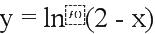 y = ln(2 - x)